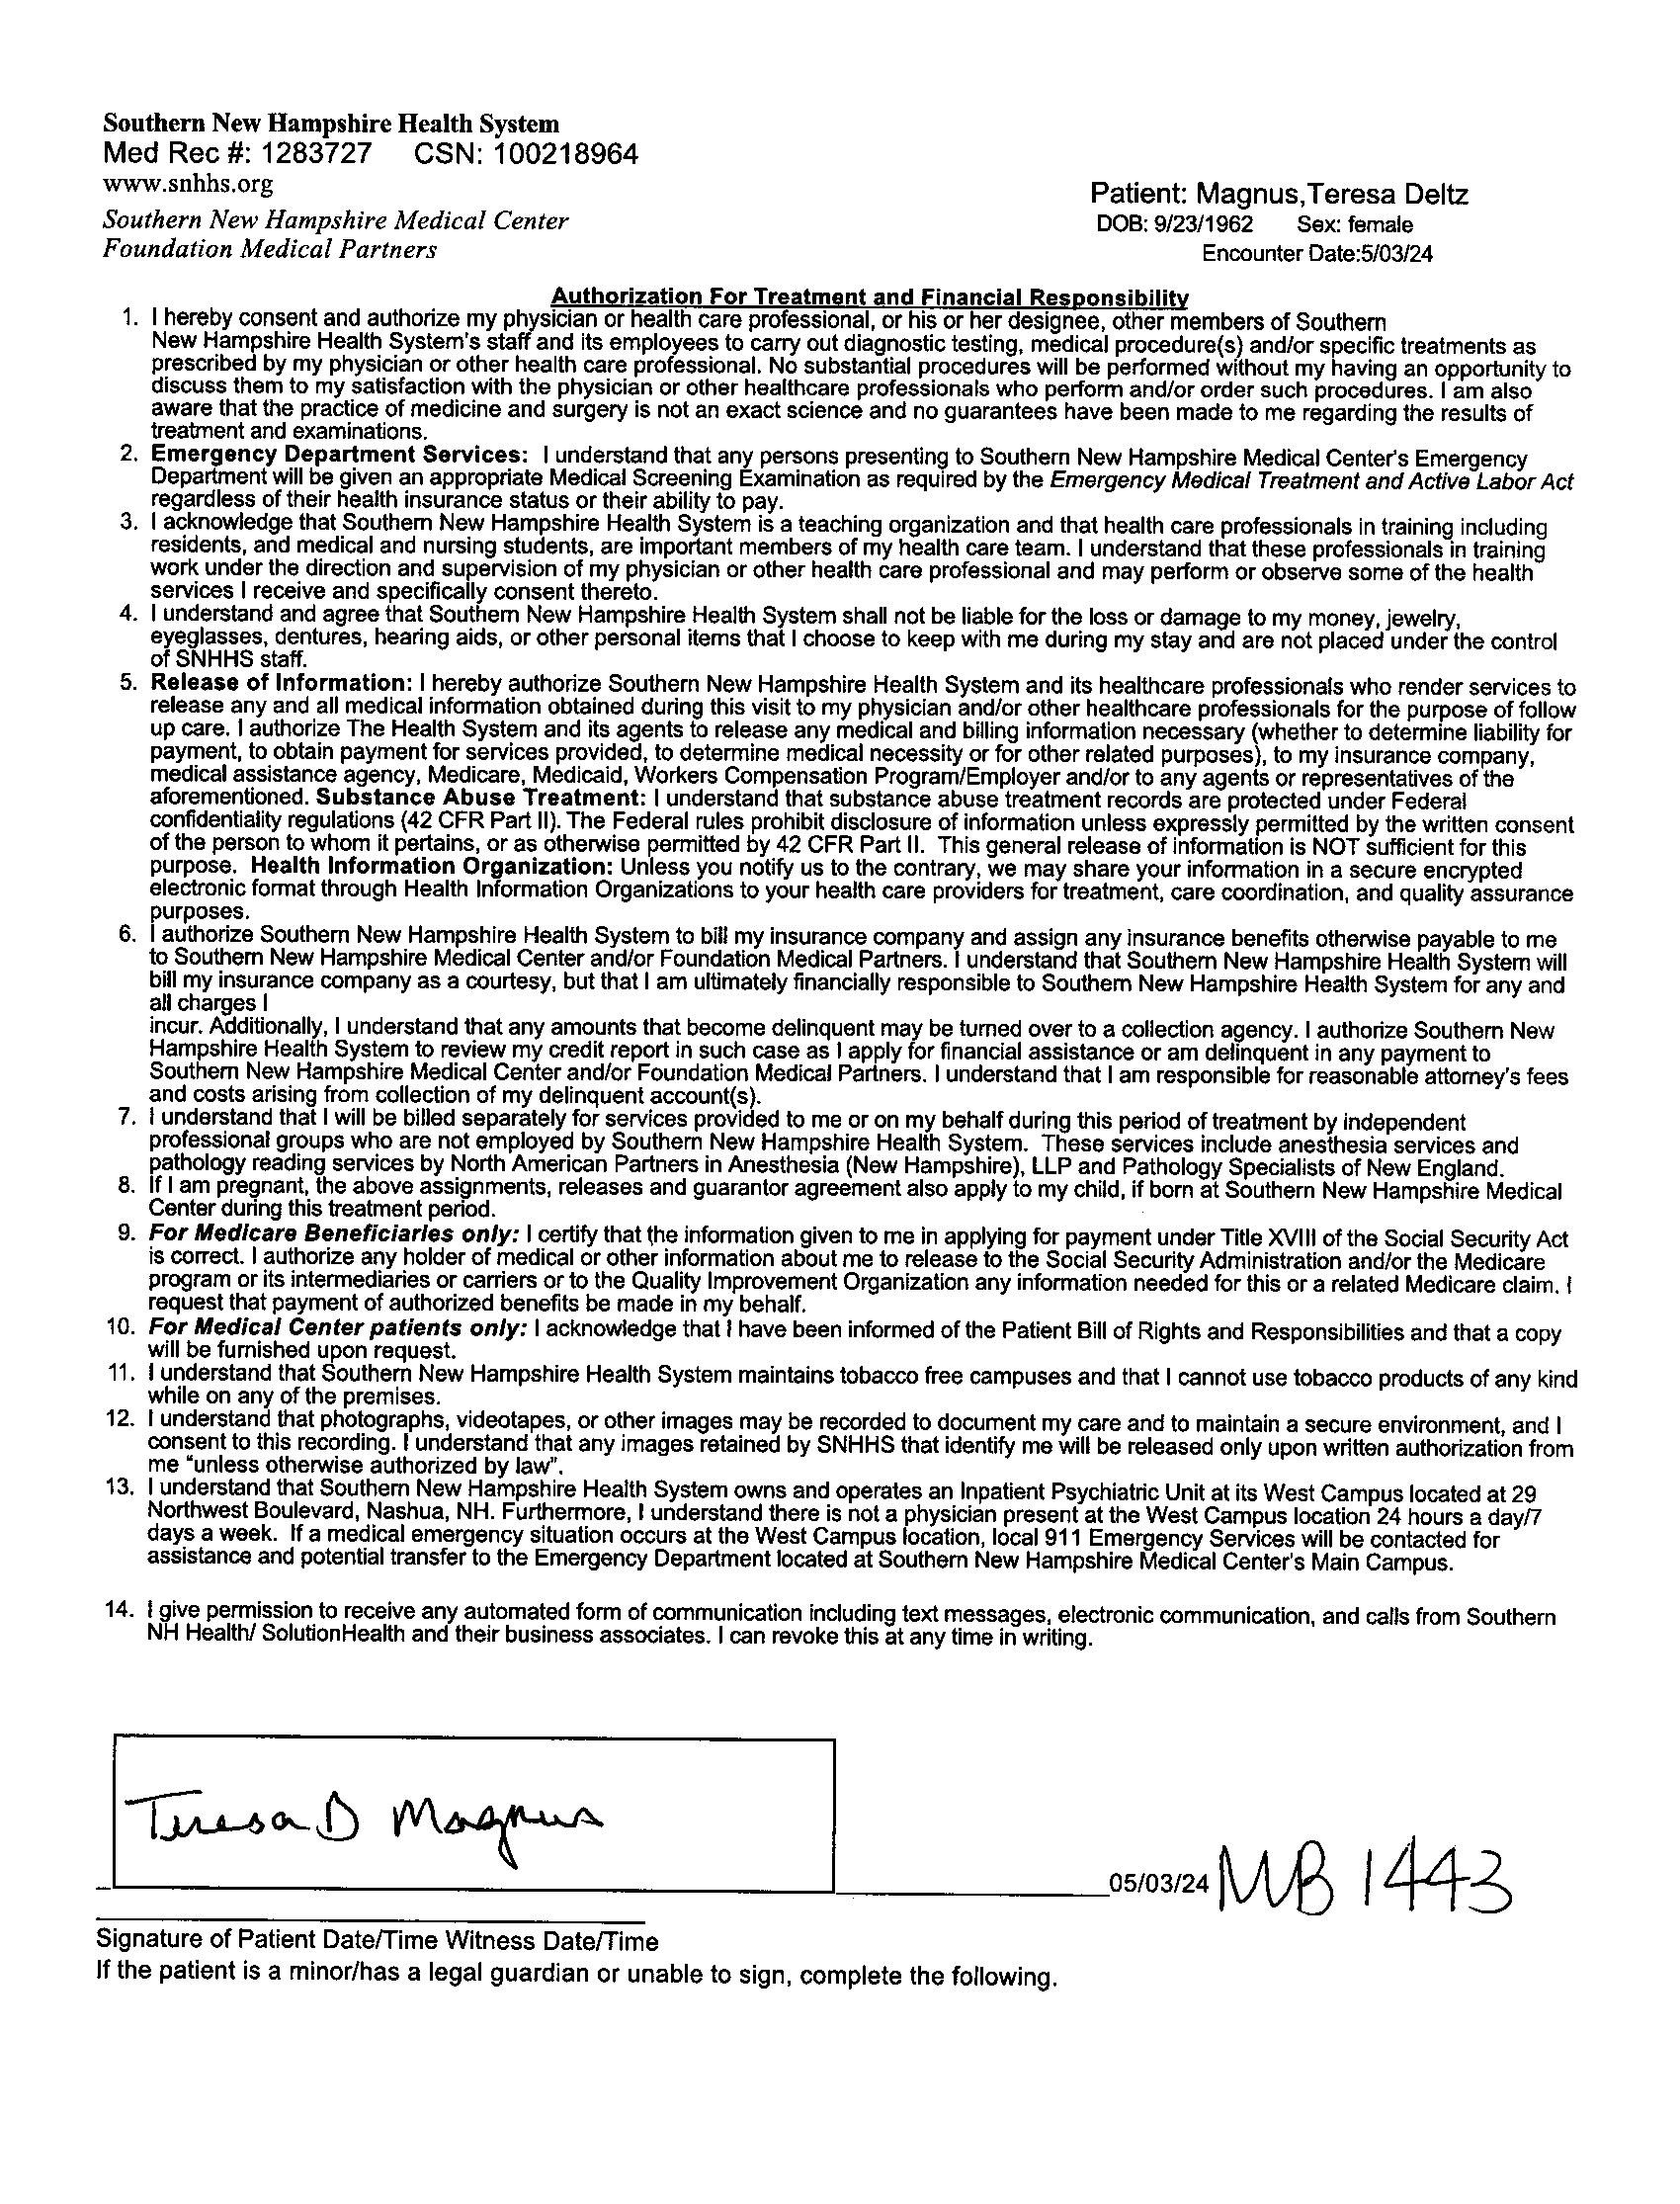 Southern New Hampshire Health System
Med Rec #: 1283727 CSN: 100218964
www.snhhs.org
Southern New Hampshire Medical Center
Foundation Medical Partners
Patient: Magnus,Teresa Deltz
DOB: 9/23/1962 Sex: female
Encounter Date:5/03/24
Authorization For Treatment and Financial Responsibility
1. I hereby consent and authorize my physician or health care professional, or his or her designee, other members of Southern
New Hampshire Health System's staff and its employees to carry out diagnostic testing, medical procedure(s) and/or specific treatments as
prescribed by my physician or other health care professional. No substantial procedures will be performed without my having an opportunity to
discuss them to my satisfaction with the physician or other healthcare professionals who perform and/or order such procedures. I am also
aware that the practice of medicine and surgery is not an exact science and no guarantees have been made to me regarding the results of
treatment and examinations.
2. Emergency Department Services: I understand that any persons presenting to Southern New Hampshire Medical Center's Emergency
Department will be given an appropriate Medical Screening Examination as required by the Emergency Medical Treatment and Active Labor Act
regardless of their health insurance status or their ability to pay.
3. I acknowledge that Southern New Hampshire Health System is a teaching organization and that health care professionals in training including
residents, and medical and nursing students, are important members of my health care team. I understand that these professionals in training
work under the direction and supervision of my physician or other health care professional and may perform or observe some of the health
services I receive and specifically consent thereto.
4. I understand and agree that Southern New Hampshire Health System shall not be liable for the loss or damage to my money, jewelry,
eyeglasses, dentures, hearing aids, or other personal items that I choose to keep with me during my stay and are not placed under the control
of SNHHS staff.
5. Release of Information: I hereby authorize Southern New Hampshire Health System and its healthcare professionals who render services to
release any and all medical information obtained during this visit to my physician and/or other healthcare professionals for the purpose of follow
up care. I authorize The Health System and its agents to release any medical and billing information necessary (whether to determine liability for
payment, to obtain payment for services provided, to determine medical necessity or for other related purposes), to my insurance company,
medical assistance agency, Medicare, Medicaid, Workers Compensation Program/Employer and/or to any agents or representatives of the
aforementioned. Substance Abuse Treatment: I understand that substance abuse treatment records are protected under Federal
confidentiality regulations (42 CFR Part II). The Federal rules prohibit disclosure of information unless expressly permitted by the written consent
of the person to whom it pertains, or as otherwise permitted by 42 CFR Part II. This general release of information is NOT sufficient for this
purpose. Health Information Organization: Unless you notify us to the contrary, we may share your information in a secure encrypted
electronic format through Health Information Organizations to your health care providers for treatment, care coordination, and quality assurance
purposes.
6. I authorize Southern New Hampshire Health System to bill my insurance company and assign any insurance benefits otherwise payable to me
to Southern New Hampshire Medical Center and/or Foundation Medical Partners. I understand that Southern New Hampshire Health System will
bill my insurance company as a courtesy, but that I am ultimately financially responsible to Southern New Hampshire Health System for any and
all charges I
incur. Additionally, I understand that any amounts that become delinquent may be turned over to a collection agency. I authorize Southern New
Hampshire Health System to review my credit report in such case as I apply for financial assistance or am delinquent in any payment to
Southern New Hampshire Medical Center and/or Foundation Medical Partners. I understand that I am responsible for reasonable attorney's fees
and costs arising from collection of my delinquent account(s).
7. I understand that I will be billed separately for services provided to me or on my behalf during this period of treatment by independent
professional groups who are not employed by Southern New Hampshire Health System. These services include anesthesia services and
pathology reading services by North American Partners in Anesthesia (New Hampshire), LLP and Pathology Specialists of New England.
8. If I am pregnant, the above assignments, releases and guarantor agreement also apply to my child, if born at Southern New Hampshire Medical
Center during this treatment period.
9. For Medicare Beneficiaries only: I certify that the information given to me in applying for payment under Title XVIII of the Social Security Act
is correct. I authorize any holder of medical or other information about me to release to the Social Security Administration and/or the Medicare
program or its intermediaries or carriers or to the Quality Improvement Organization any information needed for this or a related Medicare claim. I
request that payment of authorized benefits be made in my behalf.
10. For Medical Center patients only: I acknowledge that I have been informed of the Patient Bill of Rights and Responsibilities and that a copy
will be furnished upon request.
11. I understand that Southern New Hampshire Health System maintains tobacco free campuses and that I cannot use tobacco products of any kind
while on any of the premises.
12. I understand that photographs, videotapes, or other images may be recorded to document my care and to maintain a secure environment, and I
consent to this recording. I understand that any images retained by SNHHS that identify me will be released only upon written authorization from
me "unless otherwise authorized by law".
13. I understand that Southern New Hampshire Health System owns and operates an Inpatient Psychiatric Unit at its West Campus located at 29
Northwest Boulevard, Nashua, NH. Furthermore, I understand there is not a physician present at the West Campus location 24 hours a day/7
days a week. If a medical emergency situation occurs at the West Campus location, local 911 Emergency Services will be contacted for
assistance and potential transfer to the Emergency Department located at Southern New Hampshire Medical Center's Main Campus.
14. I give permission to receive any automated form of communication including text messages, electronic communication, and calls from Southern
NH Health/ SolutionHealth and their business associates. I can revoke this at any time in writing.
Teresa D Magnus
05/03/24 MB 1443
Signature of Patient Date/Time Witness Date/Time
If the patient is a minor/has a legal guardian or unable to sign, complete the following.